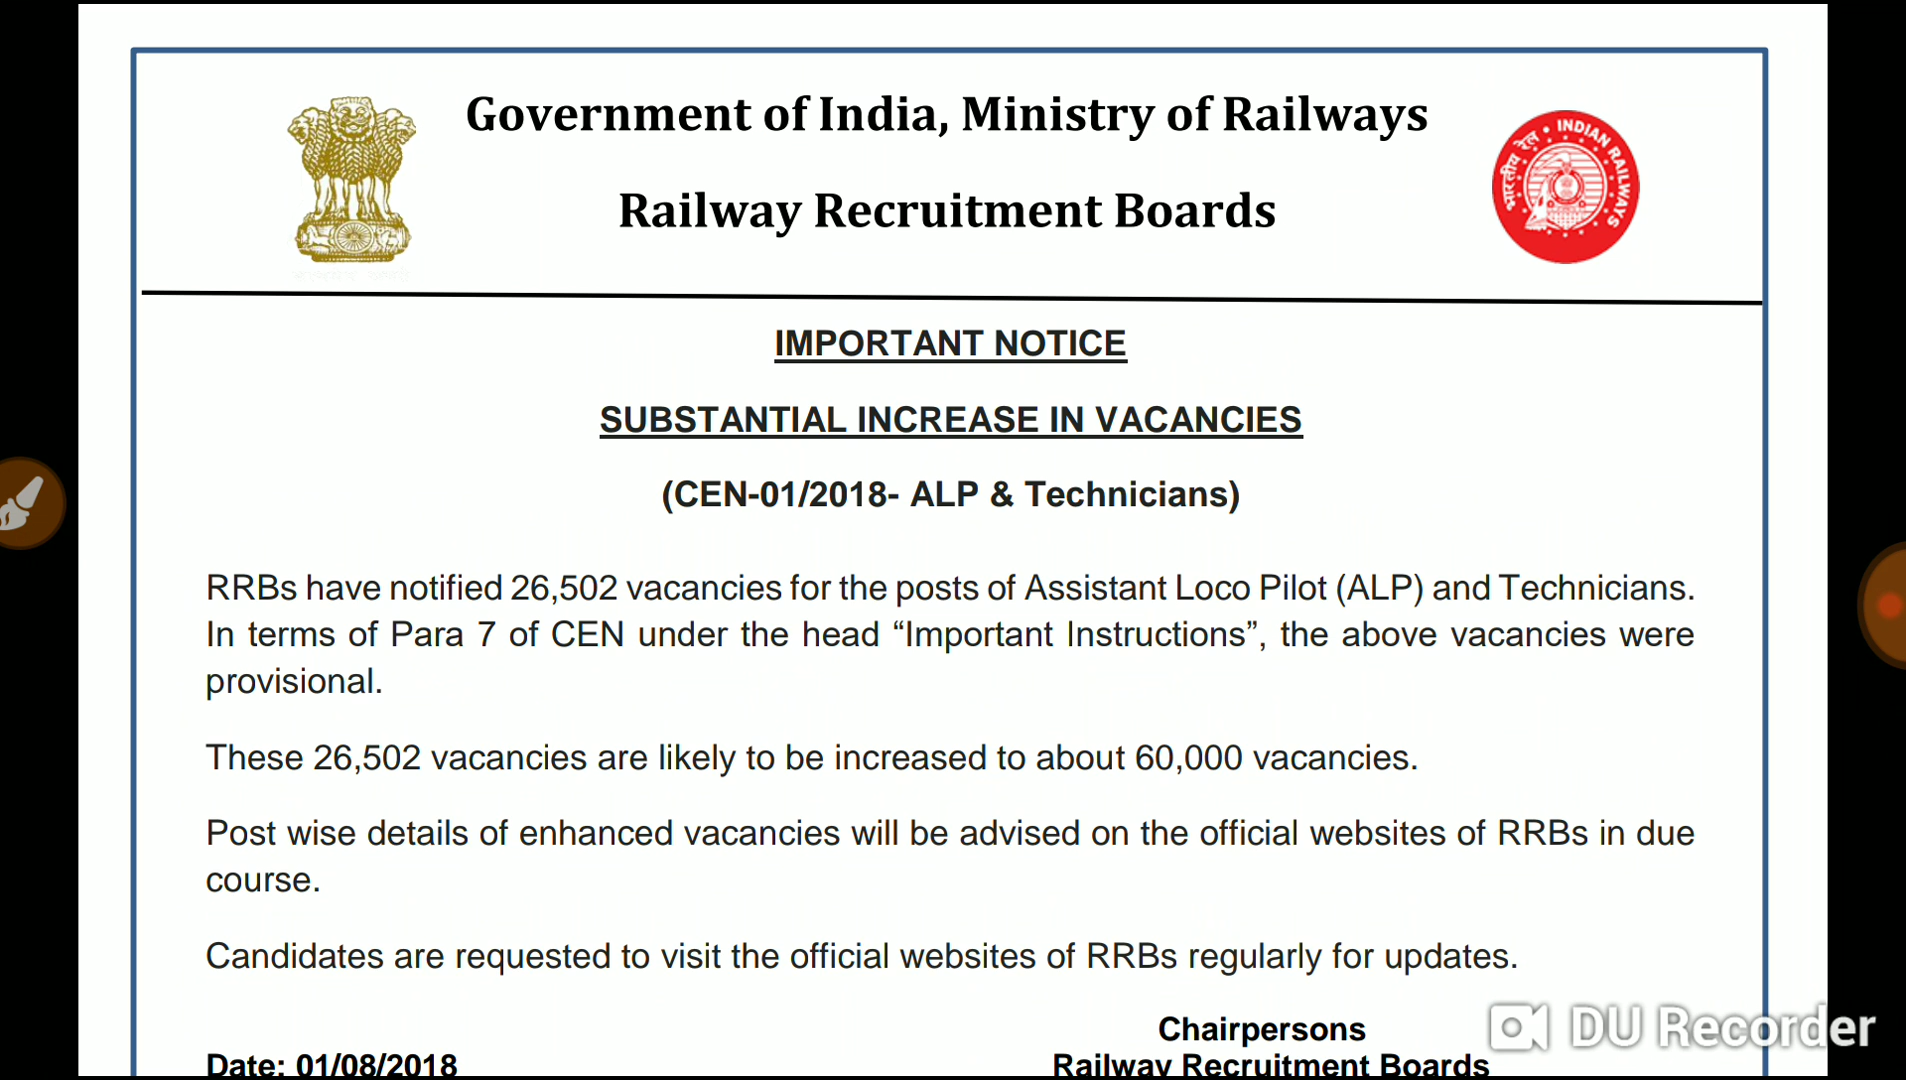 Government of India, Ministry of Railways
Railway Recruitment Boards
भारतीय रेल • INDIAN RAILWAYS
IMPORTANT NOTICE
SUBSTANTIAL INCREASE IN VACANCIES
(CEN-01/2018- ALP & Technicians)
RRBs have notified 26,502 vacancies for the posts of Assistant Loco Pilot (ALP) and Technicians.
In terms of Para 7 of CEN under the head “Important Instructions”, the above vacancies were
provisional.
These 26,502 vacancies are likely to be increased to about 60,000 vacancies.
Post wise details of enhanced vacancies will be advised on the official websites of RRBs in due
course.
Candidates are requested to visit the official websites of RRBs regularly for updates.
Chairpersons
Date: 01/08/2018 Railway Recruitment Boards
DU Recorder